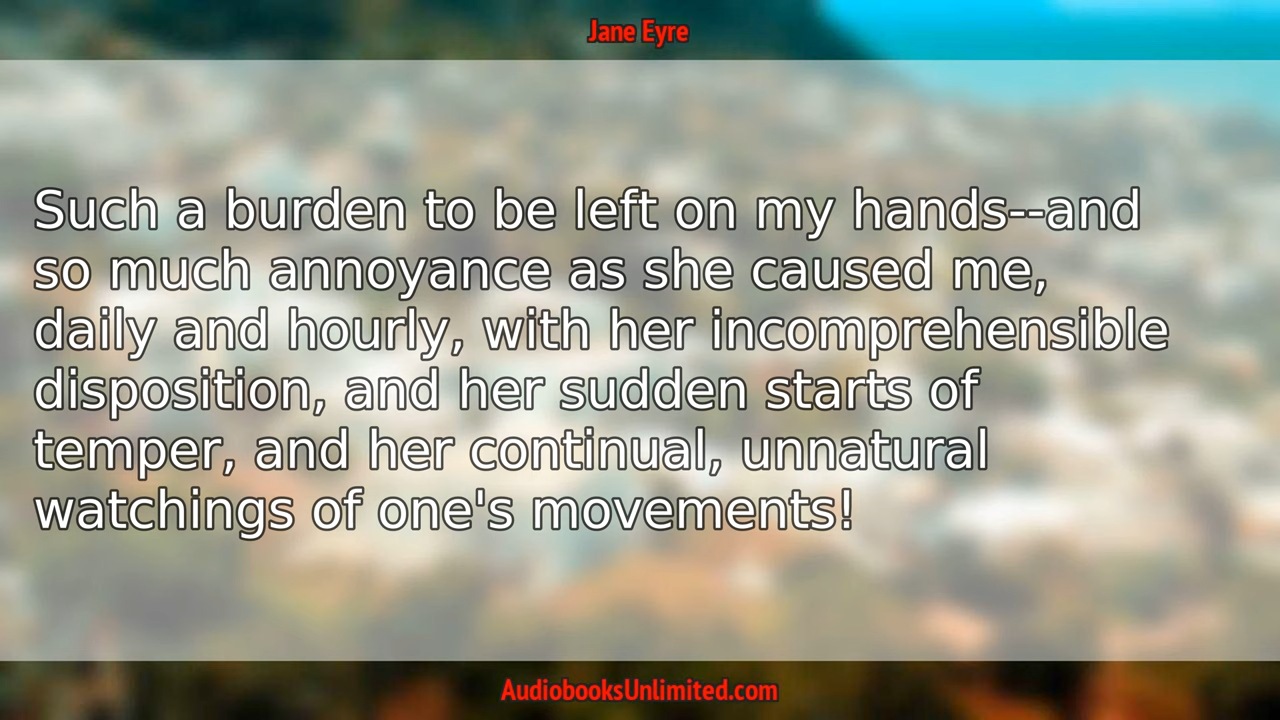 Jane Eyre
Such a burden to be left on my hands--and
so much annoyance as she caused me,
daily and hourly, with her incomprehensible
disposition, and her sudden starts of
temper, and her continual, unnatural
watchings of one's movements!
AudiobooksUnlimited.com